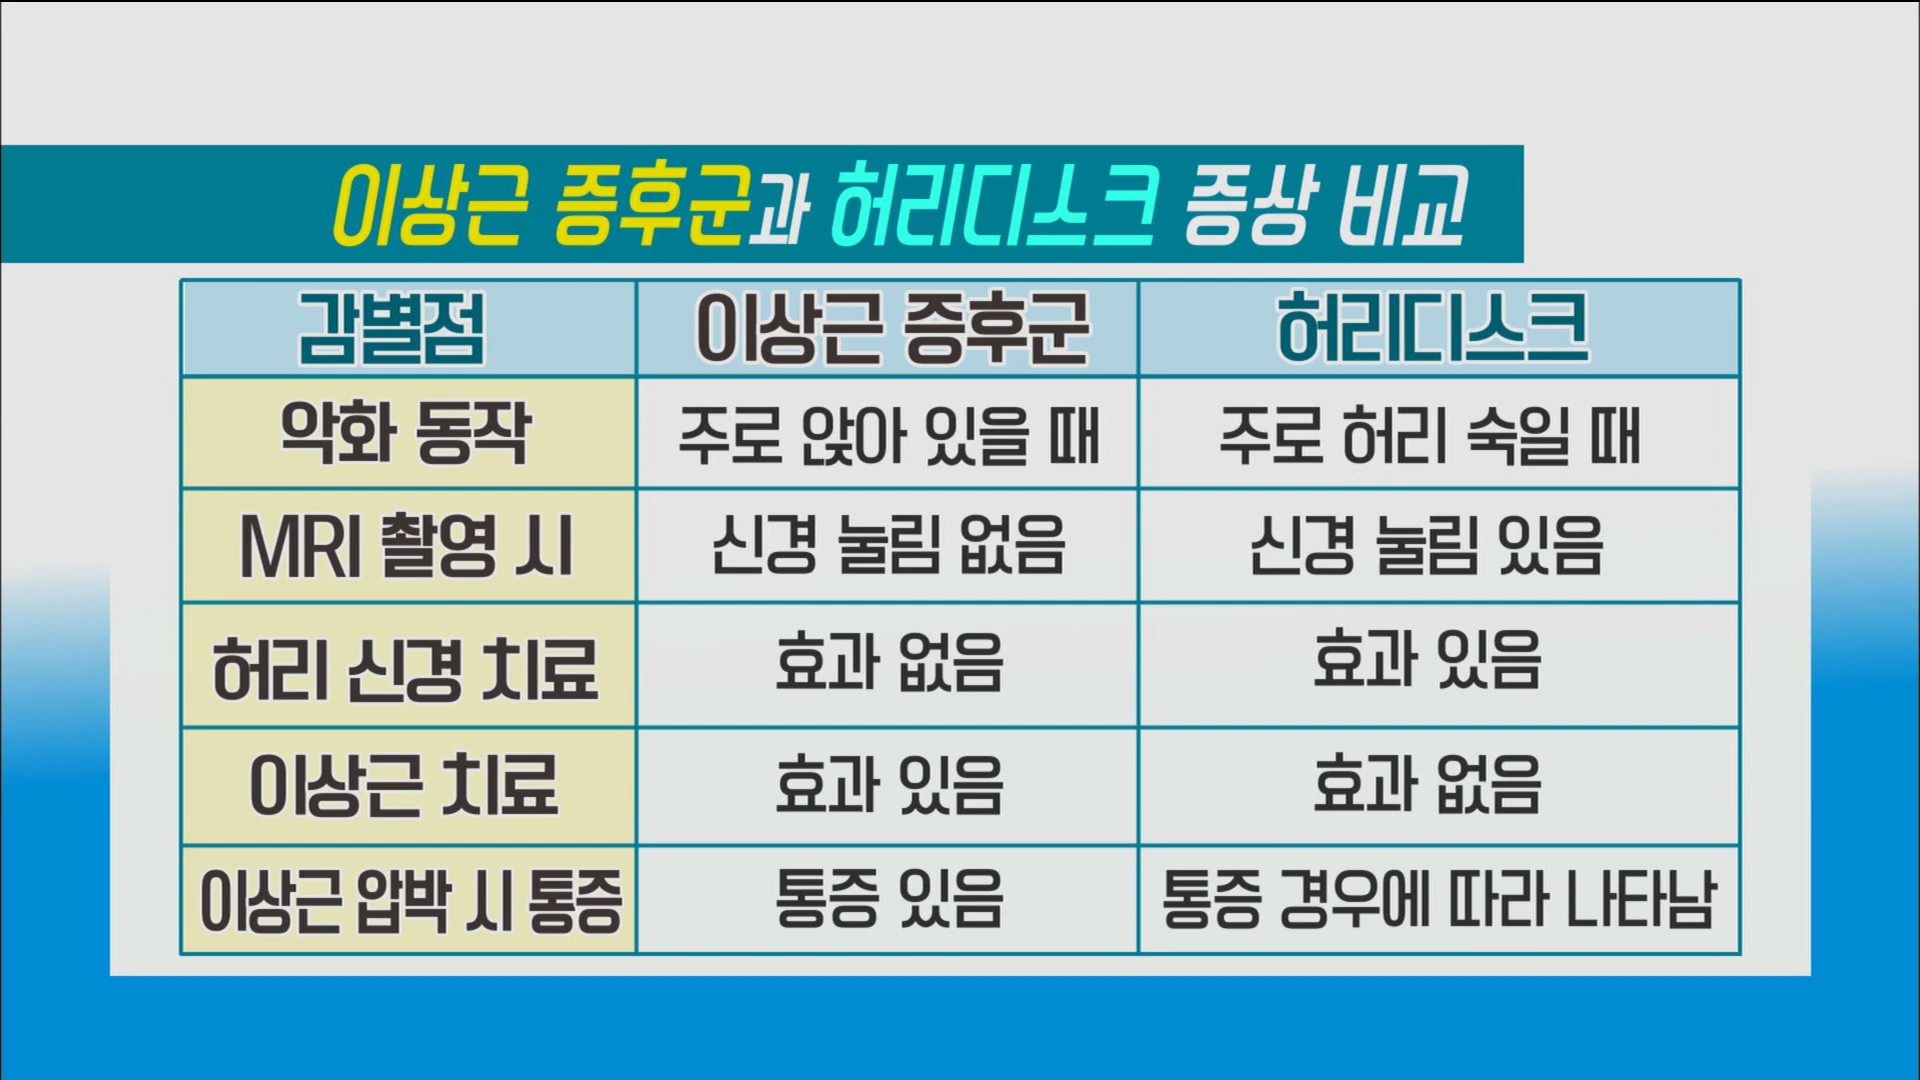 이상근 증후군과 허리디스크 증상 비교
감별점 이상근 증후군 허리디스크
악화 동작 주로 앉아 있을 때 주로 허리 숙일 때
MRI 촬영 시 신경 눌림 없음 신경 눌림 있음
허리 신경 치료 효과 없음 효과 있음
이상근 치료 효과 있음 효과 없음
이상근 압박 시 통증 통증 있음 통증 경우에 따라 나타남